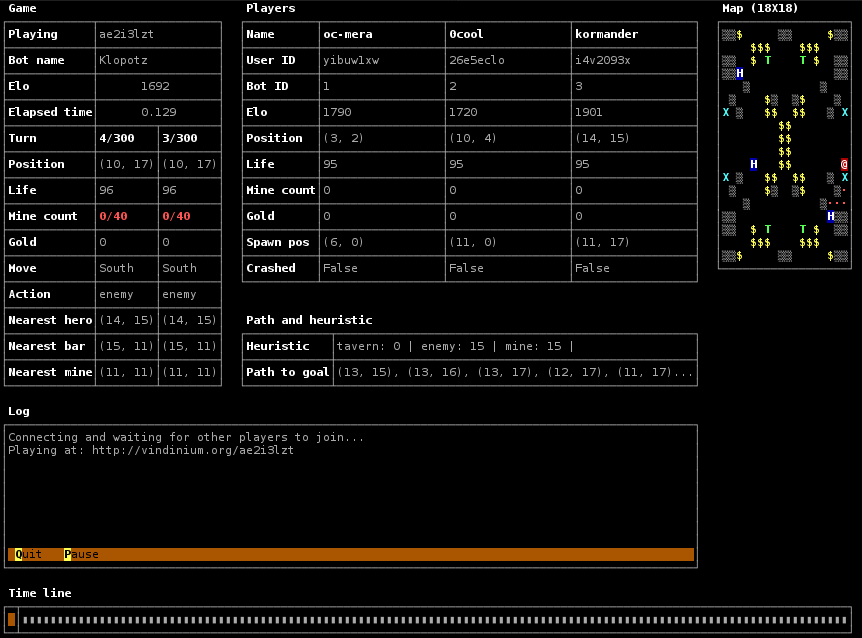 Game
Playing ae2i3lzt
Bot name Klopotz
Elo 1692
Elapsed time 0.129
Turn 4/300 3/300
Position (10, 17) (10, 17)
Life 96 96
Mine count 0/40 0/40
Gold 0 0
Move South South
Action enemy enemy
Nearest hero (14, 15) (14, 15)
Nearest bar (15, 11) (15, 11)
Nearest mine (11, 11) (11, 11)
Players
Name oc-mera 0cool kormander
User ID yibuw1xw 26e5eclo i4v2093x
Bot ID 1 2 3
Elo 1790 1720 1901
Position (3, 2) (10, 4) (14, 15)
Life 95 95 95
Mine count 0 0 0
Gold 0 0 0
Spawn pos (6, 0) (11, 0) (11, 17)
Crashed False False False
Path and heuristic
Heuristic tavern: 0 | enemy: 15 | mine: 15 |
Path to goal (13, 15), (13, 16), (13, 17), (12, 17), (11, 17)...
Map (18X18)
$ $
$$$ $$$
$ T T $
H
$ $
X $$ $$ X
$$
$$
$$
H $$ @
X $$ $$ X
$ $
H
$ T T $
$$$ $$$
$ $
Log
Connecting and waiting for other players to join...
Playing at: http://vindinium.org/ae2i3lzt
Quit Pause
Time line